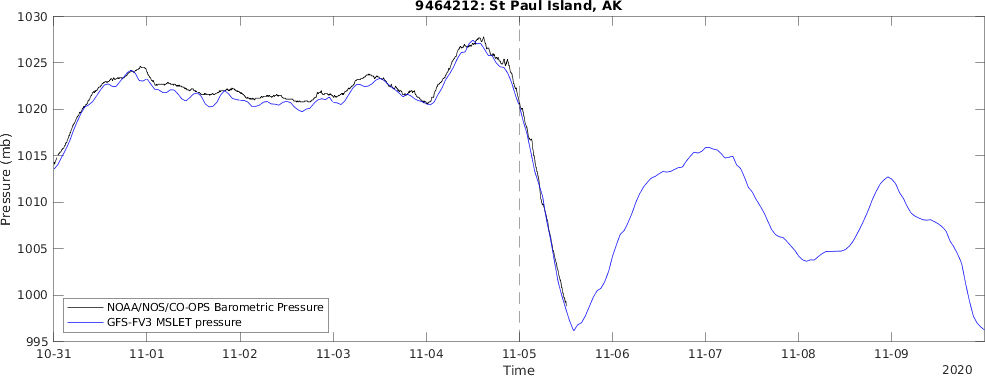 9464212: St Paul Island, AK
Pressure (mb)
1030
1025
1020
1015
1010
1005
1000
995
NOAA/NOS/CO-OPS Barometric Pressure
GFS-FV3 MSLET pressure
10-31 11-01 11-02 11-03 11-04 11-05 11-06 11-07 11-08 11-09
Time
2020